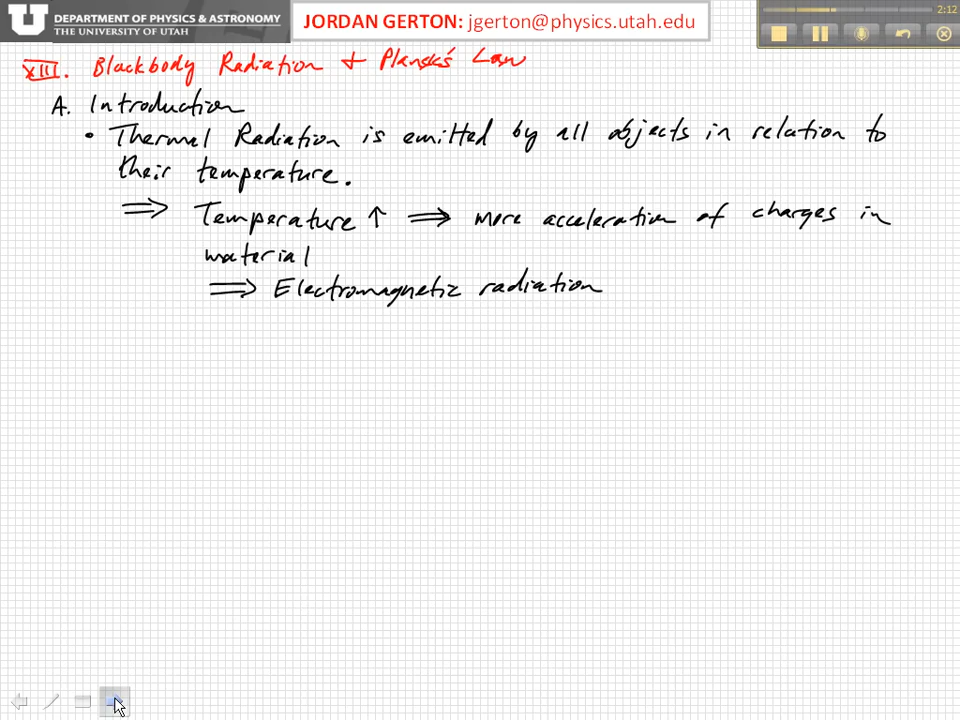 DEPARTMENT OF PHYSICS & ASTRONOMY
THE UNIVERSITY OF UTAH
JORDAN GERTON: jgerton@physics.utah.edu
2:12
XIII. Blackbody Radiation + Planck's Law
A. Introduction
• Thermal Radiation is emitted by all objects in relation to
their temperature.
⇒ Temperature ↑ ⇒ more acceleration of charges in
material
⇒ Electromagnetic radiation